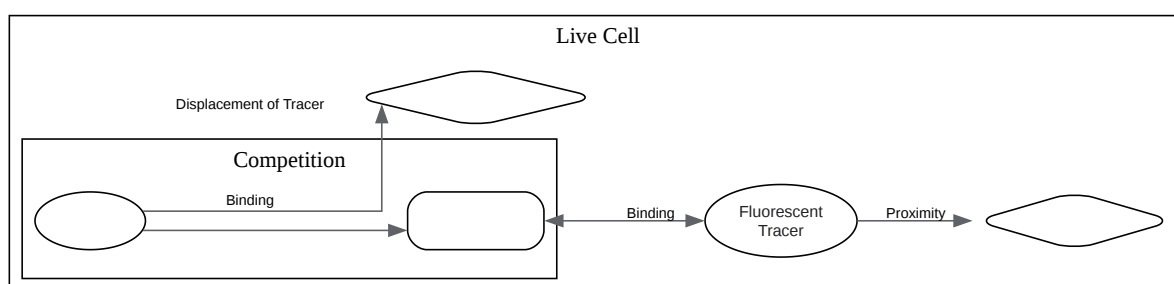 Live Cell
Displacement of Tracer
Competition
Binding
Binding
Fluorescent
Tracer
Proximity